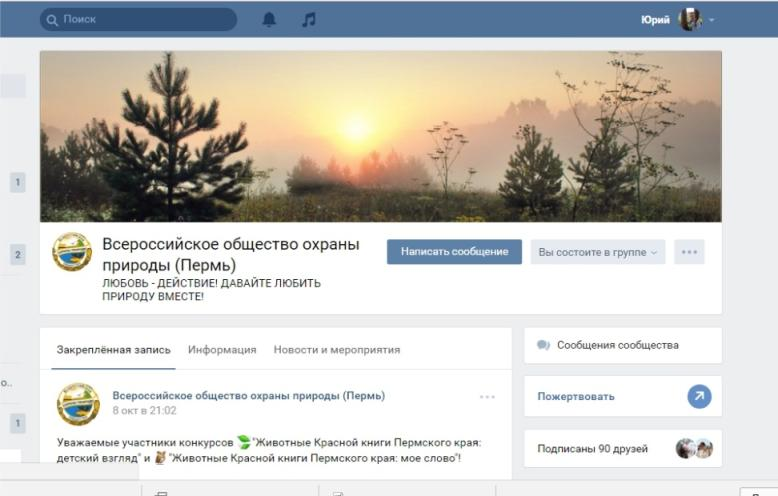 Поиск
Юрий
Всероссийское общество охраны
природы (Пермь)
ЛЮБОВЬ - ДЕЙСТВИЕ! ДАВАЙТЕ ЛЮБИТЬ
ПРИРОДУ ВМЕСТЕ!
Написать сообщение
Вы состоите в группе
1
2
о..
1
Закреплённая запись Информация Новости и мероприятия
Всероссийское общество охраны природы (Пермь)
8 окт в 21:02
Уважаемые участники конкурсов "Животные Красной книги Пермского края:
детский взгляд" и "Животные Красной книги Пермского края: мое слово"!
Сообщения сообщества
Пожертвовать
Подписаны 90 друзей